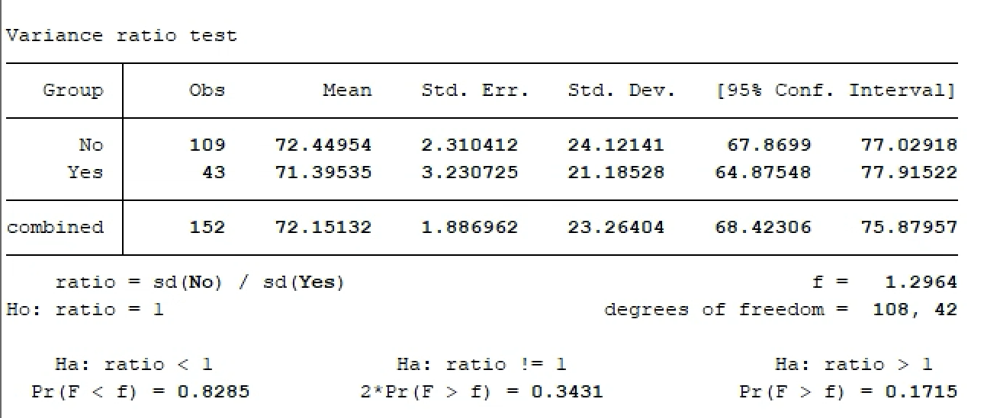 Variance ratio test
Group Obs Mean Std. Err. Std. Dev. [95% Conf. Interval]
No 109 72.44954 2.310412 24.12141 67.8699 77.02918
Yes 43 71.39535 3.230725 21.18528 64.87548 77.91522
combined 152 72.15132 1.886962 23.26404 68.42306 75.87957
ratio = sd(No) / sd(Yes) f = 1.2964
Ho: ratio = 1 degrees of freedom = 108, 42
Ha: ratio < 1 Ha: ratio != 1 Ha: ratio > 1
Pr(F < f) = 0.8285 2*Pr(F > f) = 0.3431 Pr(F > f) = 0.1715